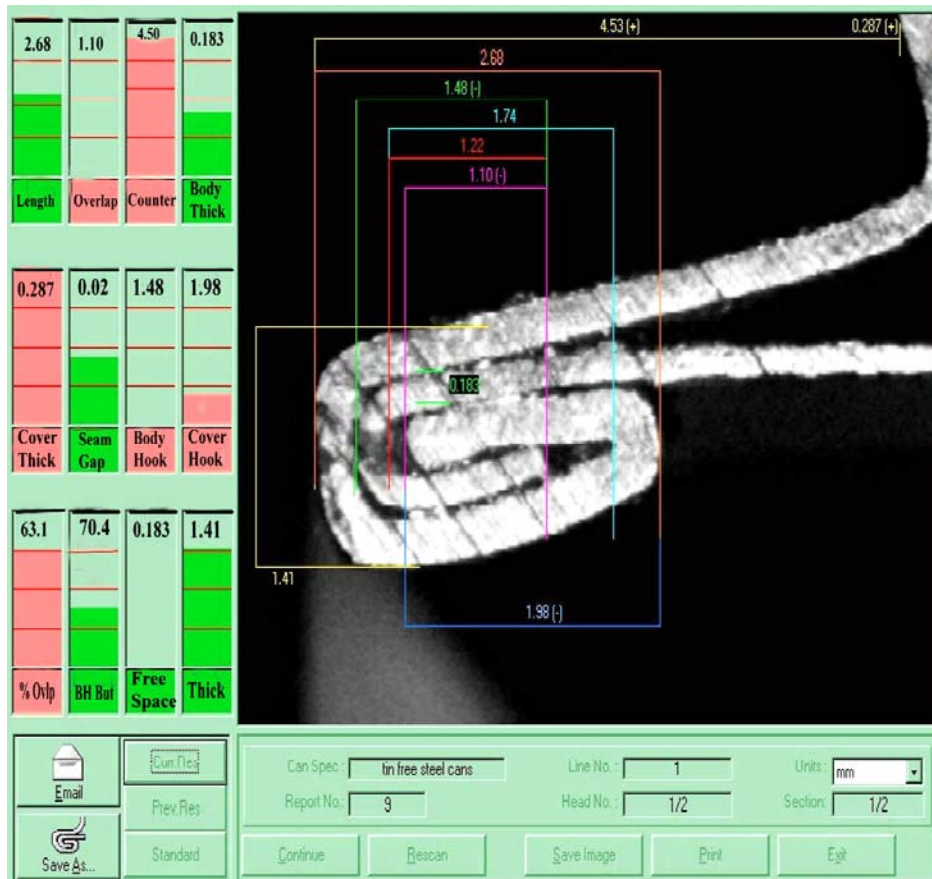 2.68 1.10 4.50 0.183
Length Overlap Counter Body Thick
0.287 0.02 1.48 1.98
Cover Thick Seam Gap Body Hook Cover Hook
63.1 70.4 0.183 1.41
% Ovlp BH But Free Space Thick
4.53 (+) 0.287 (+)
2.68
1.48 (-)
1.74
1.22
1.10 (-)
0.183
1.41
1.98 (-)
Email
Save As...
Curr.Res
Prev.Res
Standard
Can Spec : tin free steel cans Line No. : 1 Units : mm
Report No.: 9 Head No. : 1/2 Section: 1/2
Continue Rescan Save Image Print Exit